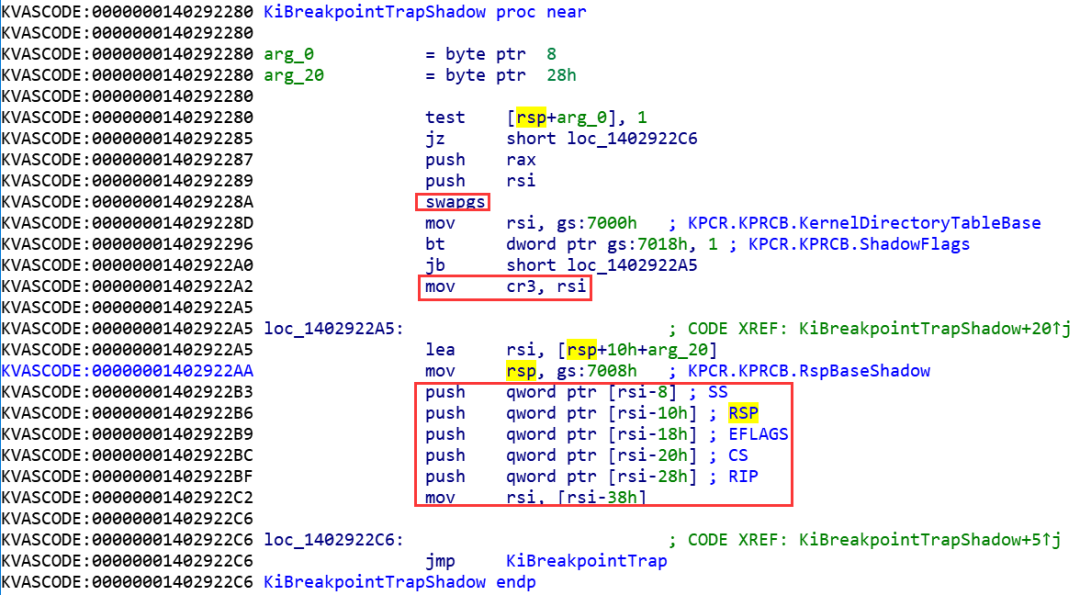 KVASCODE:0000000140292280 KiBreakpointTrapShadow proc near
KVASCODE:0000000140292280
KVASCODE:0000000140292280 arg_0 = byte ptr 8
KVASCODE:0000000140292280 arg_20 = byte ptr 28h
KVASCODE:0000000140292280
KVASCODE:0000000140292280 test [rsp+arg_0], 1
KVASCODE:0000000140292285 jz short loc_1402922C6
KVASCODE:0000000140292287 push rax
KVASCODE:0000000140292289 push rsi
KVASCODE:000000014029228A swapgs
KVASCODE:000000014029228D mov rsi, gs:7000h ; KPCR.KPRCB.KernelDirectoryTableBase
KVASCODE:0000000140292296 bt dword ptr gs:7018h, 1 ; KPCR.KPRCB.ShadowFlags
KVASCODE:00000001402922A0 jb short loc_1402922A5
KVASCODE:00000001402922A2 mov cr3, rsi
KVASCODE:00000001402922A5
KVASCODE:00000001402922A5 loc_1402922A5: ; CODE XREF: KiBreakpointTrapShadow+20↑j
KVASCODE:00000001402922A5 lea rsi, [rsp+10h+arg_20]
KVASCODE:00000001402922AA mov rsp, gs:7008h ; KPCR.KPRCB.RspBaseShadow
KVASCODE:00000001402922B3 push qword ptr [rsi-8] ; SS
KVASCODE:00000001402922B6 push qword ptr [rsi-10h] ; RSP
KVASCODE:00000001402922B9 push qword ptr [rsi-18h] ; EFLAGS
KVASCODE:00000001402922BC push qword ptr [rsi-20h] ; CS
KVASCODE:00000001402922BF push qword ptr [rsi-28h] ; RIP
KVASCODE:00000001402922C2 mov rsi, [rsi-38h]
KVASCODE:00000001402922C6
KVASCODE:00000001402922C6 loc_1402922C6: ; CODE XREF: KiBreakpointTrapShadow+5↑j
KVASCODE:00000001402922C6 jmp KiBreakpointTrap
KVASCODE:00000001402922C6 KiBreakpointTrapShadow endp